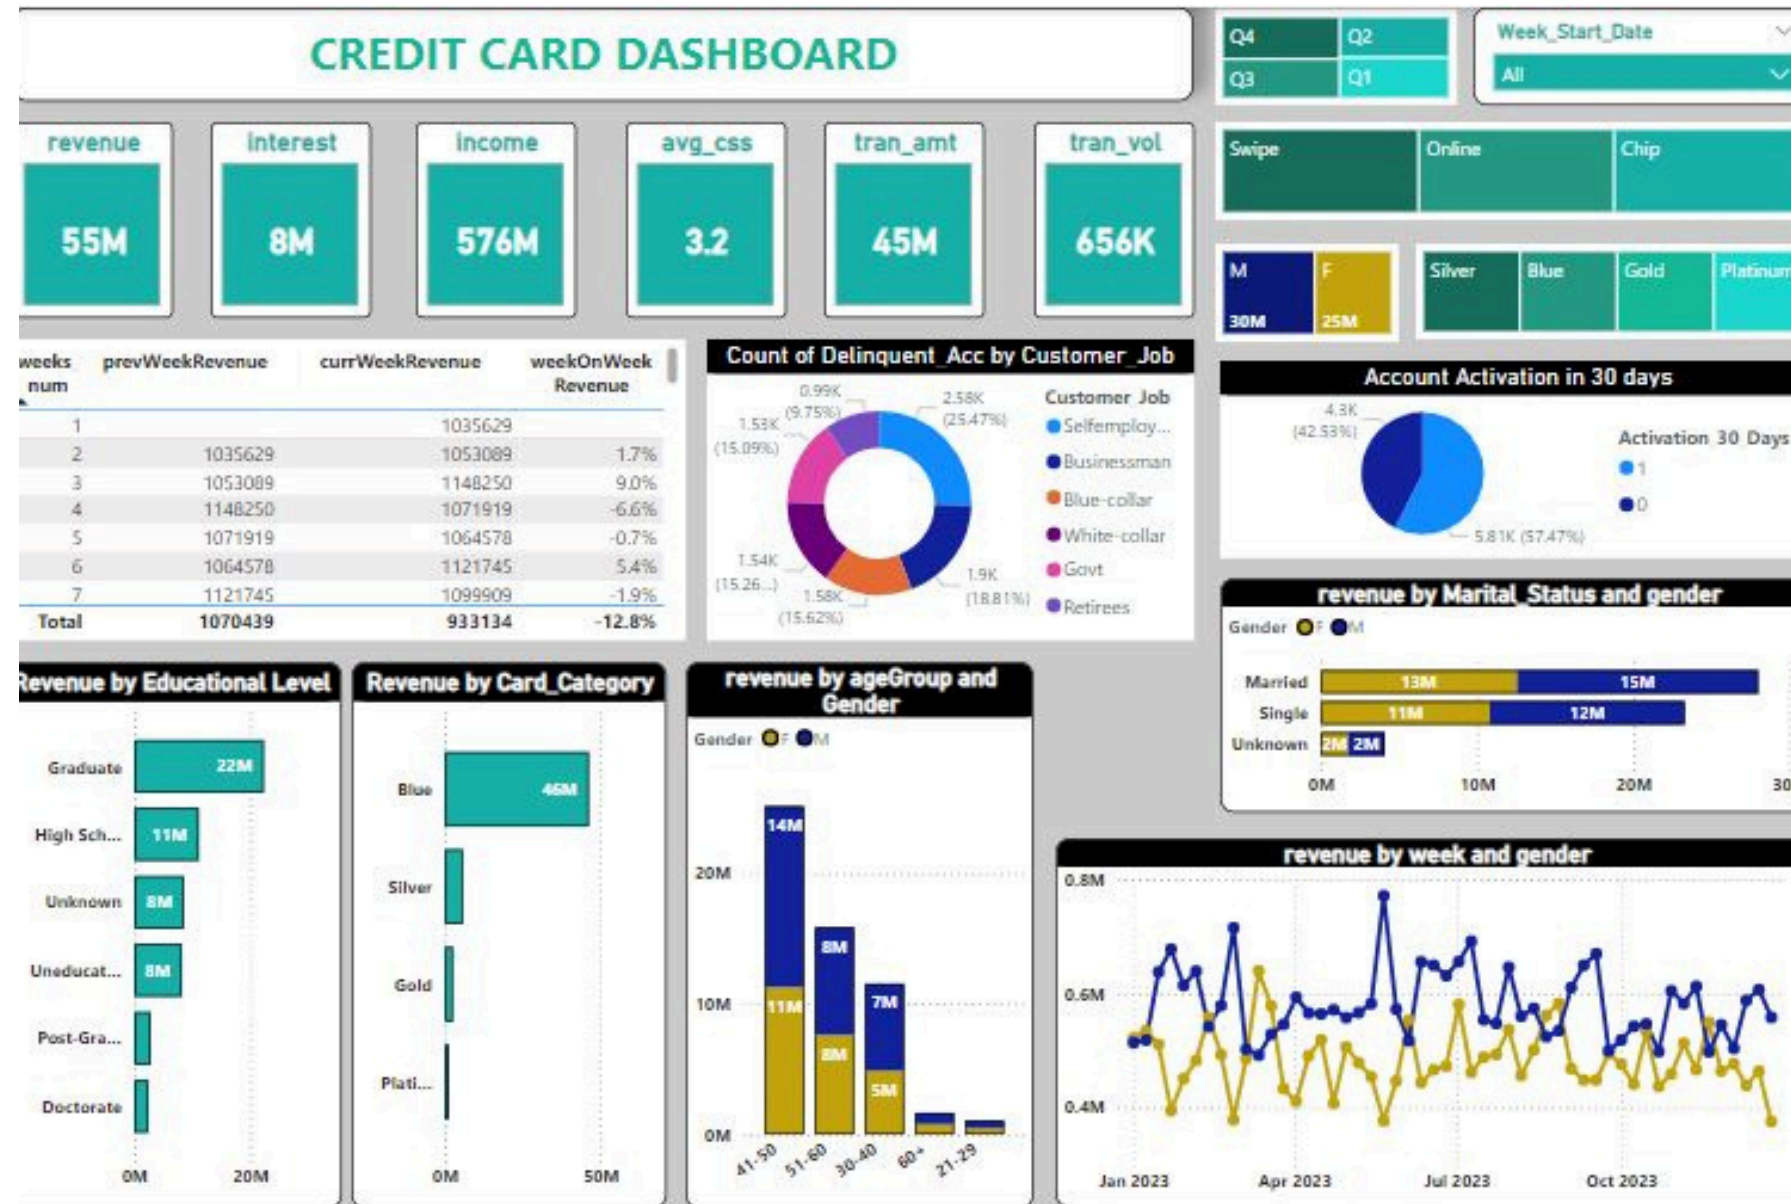 CREDIT CARD DASHBOARD
Q4
Q2
Q3
Q1
Week_Start_Date
All
revenue
55M
interest
8M
income
576M
avg_css
3.2
tran_amt
45M
tran_vol
656K
Swipe
Online
Chip
M
30M
F
25M
Silver
Blue
Gold
Platinum
weeks num prevWeekRevenue currWeekRevenue weekOnWeek Revenue
1 1035629
2 1035629 1053089 1.7%
3 1053089 1148250 9.0%
4 1148250 1071919 -6.6%
5 1071919 1064578 -0.7%
6 1064578 1121745 5.4%
7 1121745 1099909 -1.9%
Total 1070439 933134 -12.8%
Count of Delinquent_Acc by Customer_Job
0.99K
(9.75%)
2.58K
(25.47%)
1.53K
(15.09%)
1.54K
(15.26...)
1.58K
(15.62%)
1.9K
(18.81%)
Customer Job
Selfemploy...
Businessman
Blue-collar
White-collar
Govt
Retirees
Account Activation in 30 days
4.3K
(42.53%)
5.81K (57.47%)
Activation 30 Days
1
0
revenue by Marital_Status and gender
Gender F M
Married 13M 15M
Single 11M 12M
Unknown 2M 2M
0M 10M 20M 30
Revenue by Educational Level
Graduate 22M
High Sch... 11M
Unknown 8M
Uneducat... 8M
Post-Gra...
Doctorate
0M 20M
Revenue by Card_Category
Blue 46M
Silver
Gold
Plati...
0M 50M
revenue by ageGroup and
Gender
Gender F M
14M
20M
8M
7M
10M
11M
8M
5M
0M
41-50 51-60 30-40 60+ 21-29
revenue by week and gender
0.8M
0.6M
0.4M
Jan 2023 Apr 2023 Jul 2023 Oct 2023